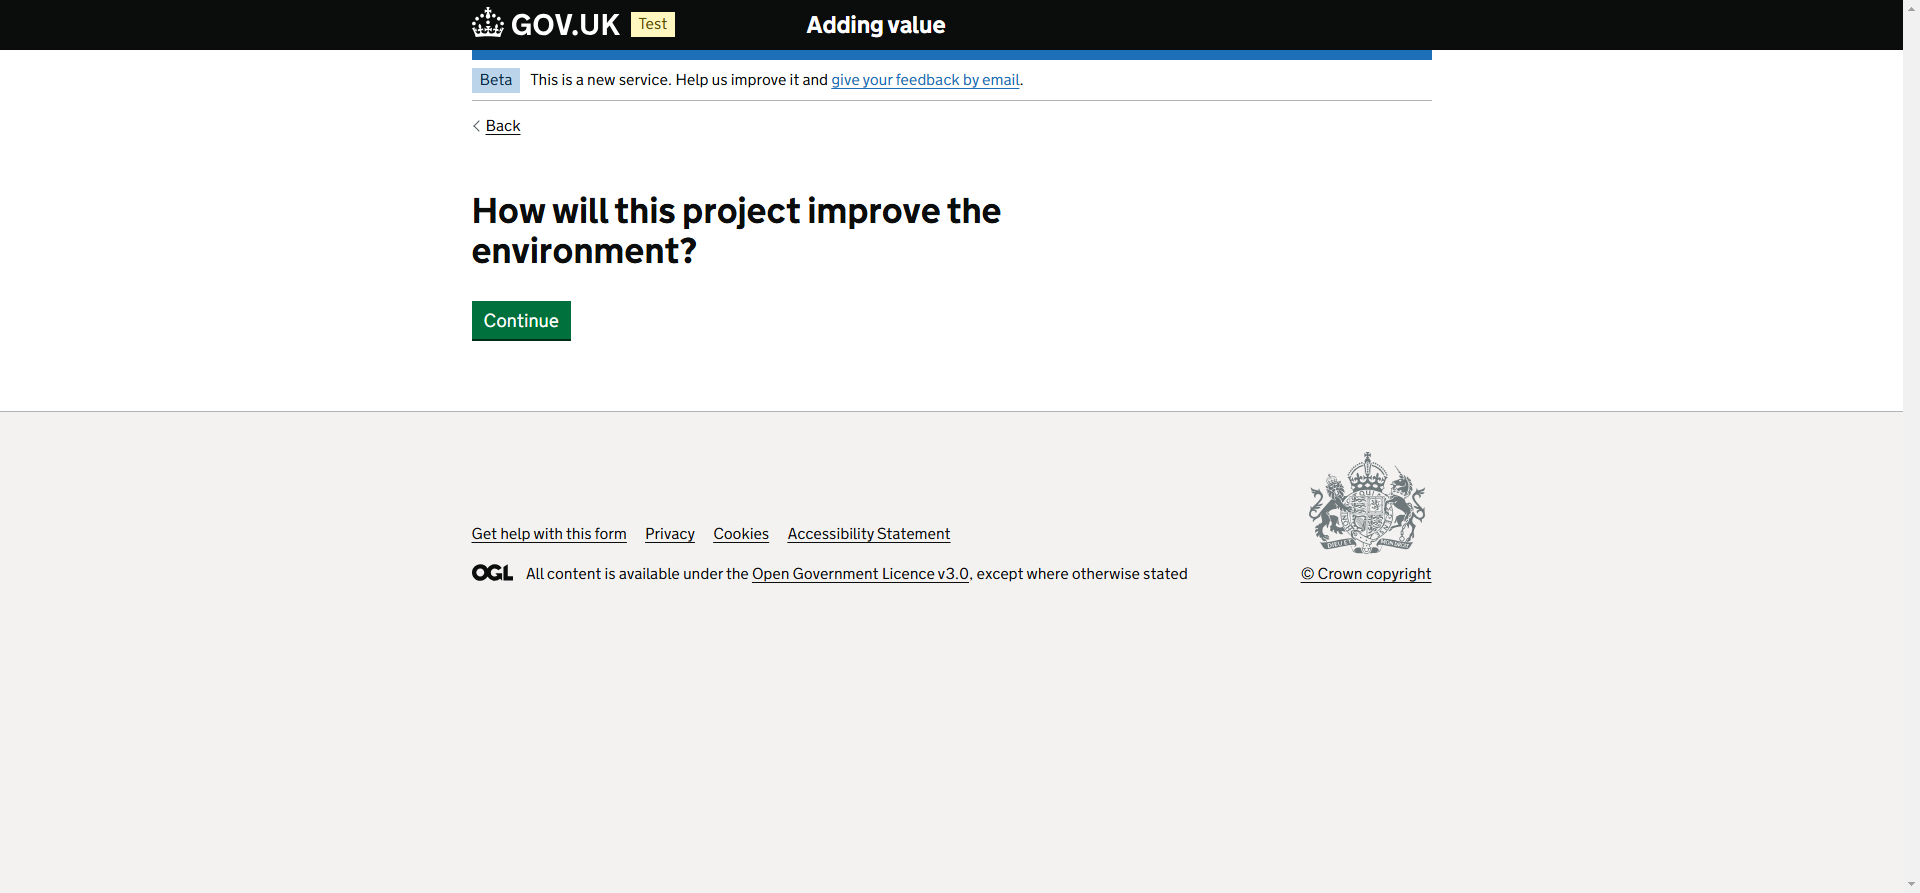 GOV.UK Test Adding value
Beta This is a new service. Help us improve it and give your feedback by email.
Back
How will this project improve the
environment?
Continue
Get help with this form Privacy Cookies Accessibility Statement
OGL All content is available under the Open Government Licence v3.0, except where otherwise stated
© Crown copyright